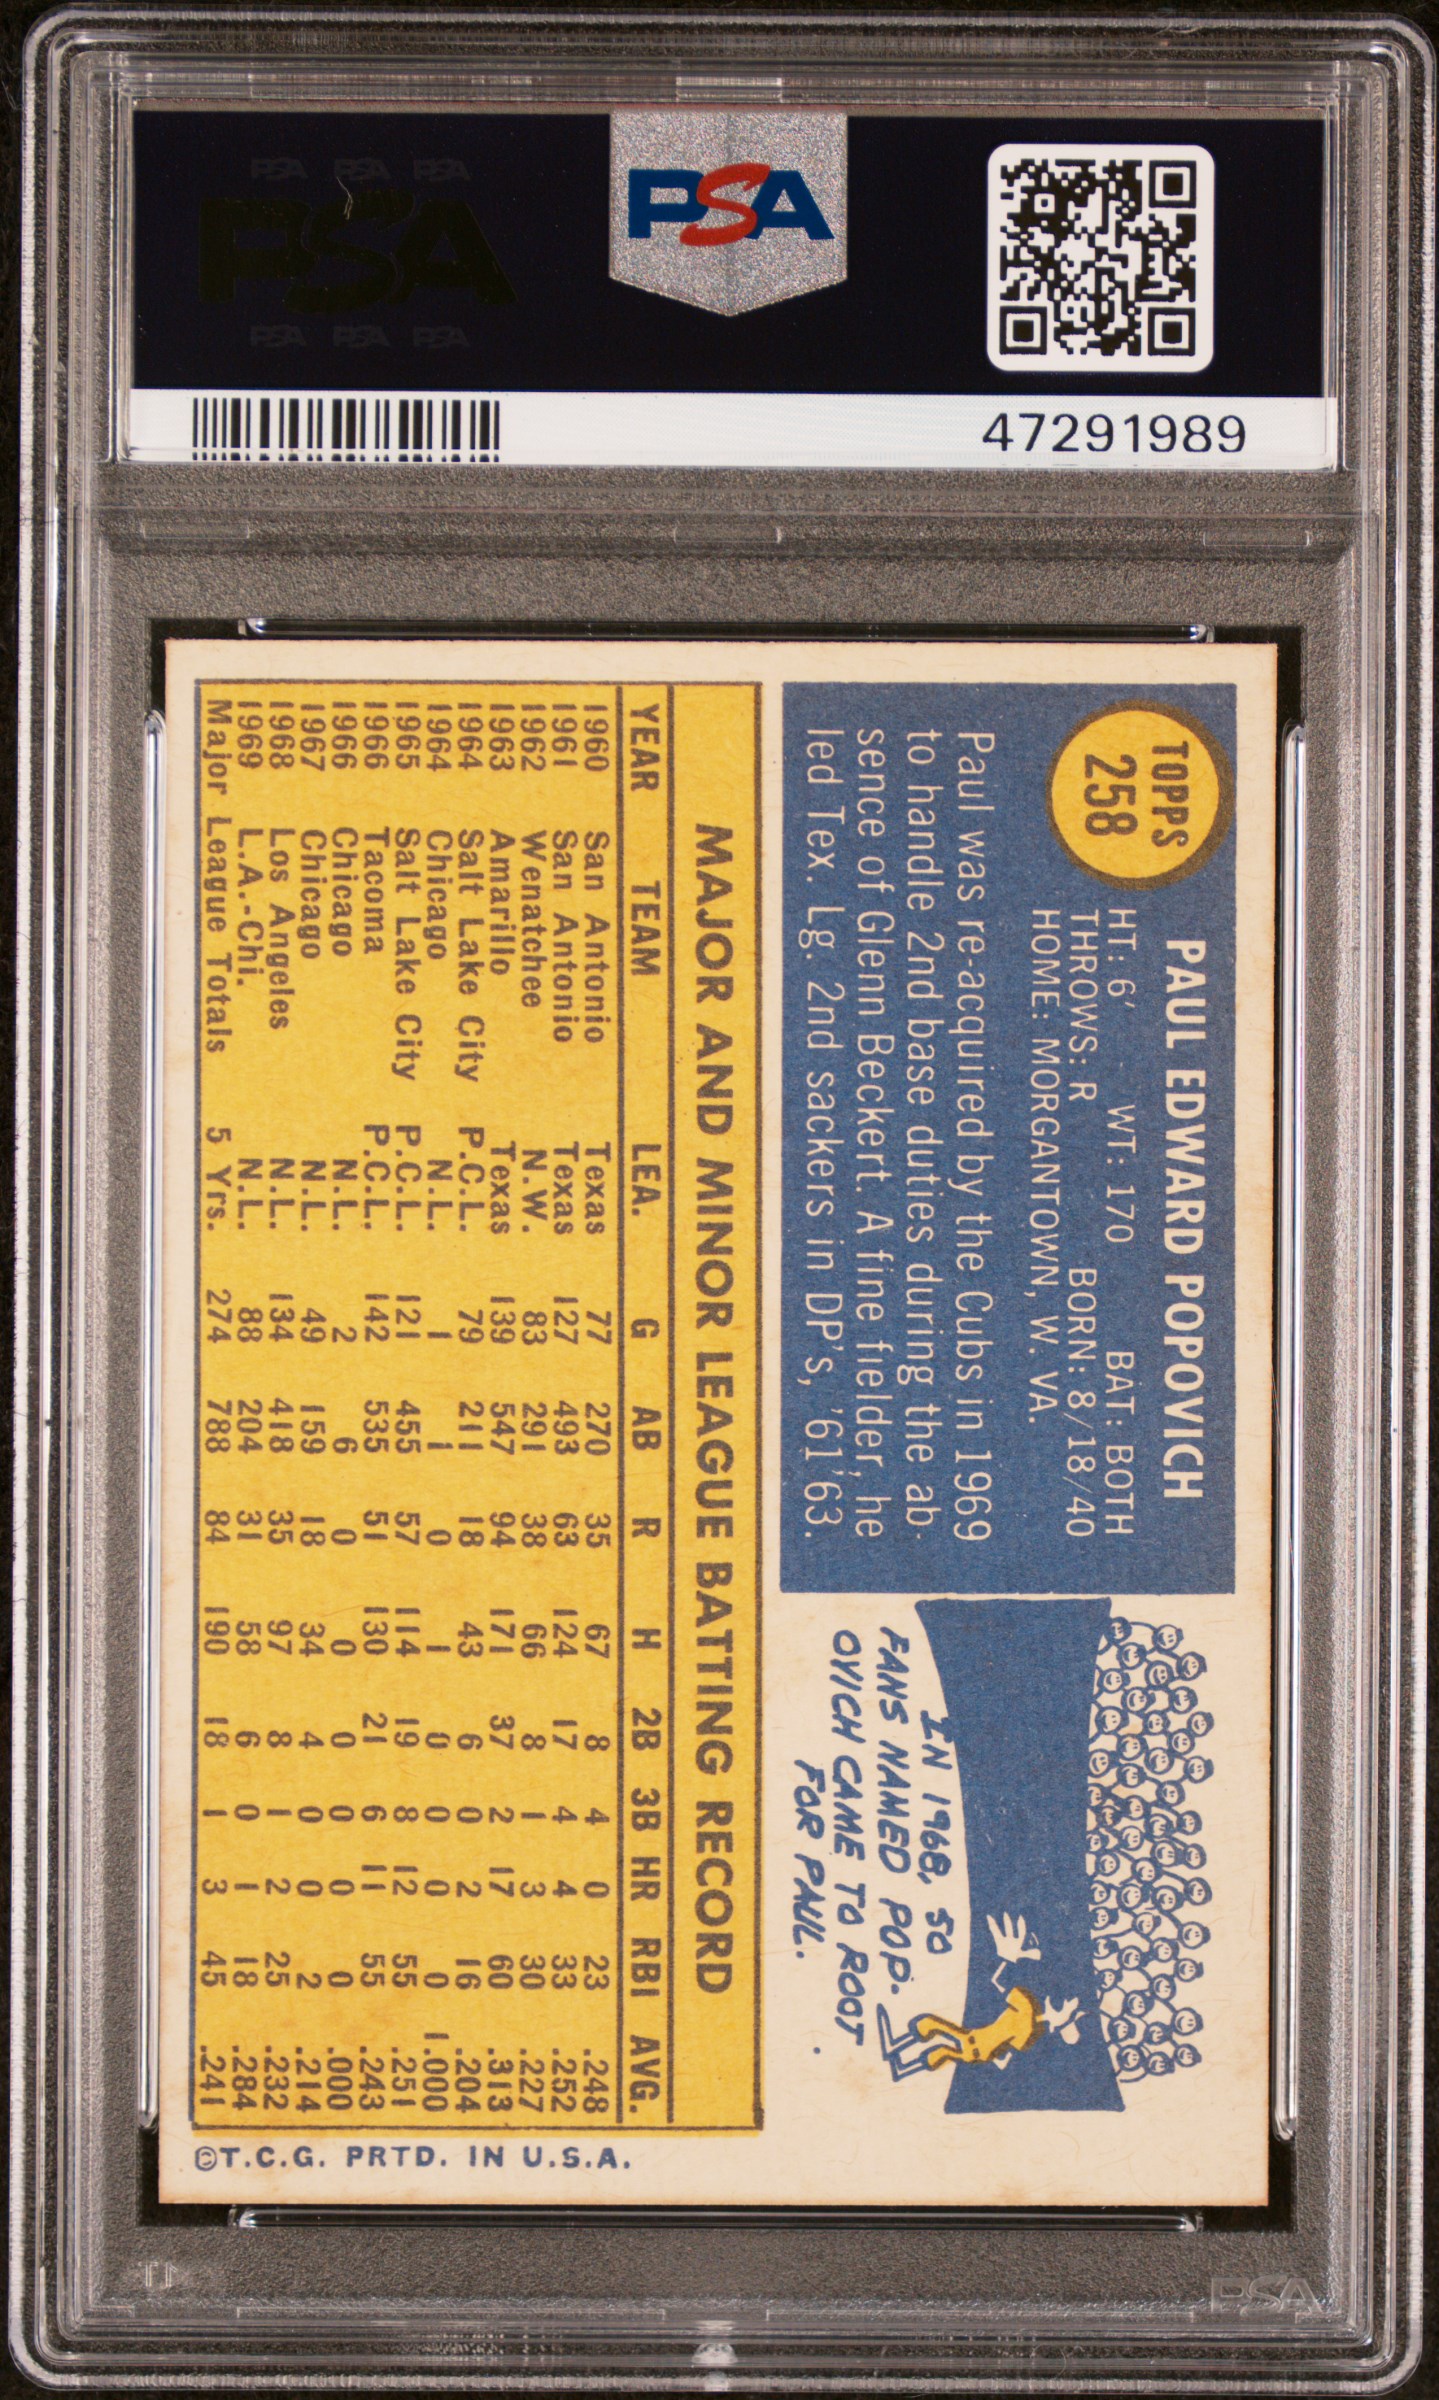 PSA PSA PSA
PSA
PSA PSA PSA
PSA
47291989
TOPPS
258
PAUL EDWARD POPOVICH
HT: 6' WT: 170 BAT: BOTH
THROWS: R BORN: 8/18/40
HOME: MORGANTOWN, W. VA.
Paul was re-acquired by the Cubs in 1969
to handle 2nd base duties during the ab-
sence of Glenn Beckert. A fine fielder, he
led Tex. Lg. 2nd sackers in DP's, '61'63.
IN 1968, 50
FANS NAMED POP-
OVICH CAME TO ROOT
FOR PAUL.
MAJOR AND MINOR LEAGUE BATTING RECORD
YEAR TEAM LEA. G AB R H 2B 3B HR RBI AVG.
1960 San Antonio Texas 77 270 35 67 8 4 0 23 .248
1961 San Antonio Texas 127 493 63 124 17 4 4 33 .252
1962 Wenatchee N.W. 83 291 38 66 8 1 3 30 .227
1963 Amarillo Texas 139 547 94 171 37 2 17 60 .313
1964 Salt Lake City P.C.L. 79 211 18 43 6 0 2 16 .204
1964 Chicago N.L. 1 1 0 1 0 0 0 0 1.000
1965 Salt Lake City P.C.L. 121 455 57 114 19 8 12 55 .251
1966 Tacoma P.C.L. 142 535 51 130 21 6 11 55 .243
1966 Chicago N.L. 2 6 0 0 0 0 0 0 .000
1967 Chicago N.L. 49 159 18 34 4 0 0 2 .214
1968 Los Angeles N.L. 134 418 35 97 8 1 2 25 .232
1969 L.A.-Chi. N.L. 88 204 31 58 6 0 1 18 .284
Major League Totals 5 Yrs. 274 788 84 190 18 1 3 45 .241
©T.C.G. PRTD. IN U.S.A.
PSA